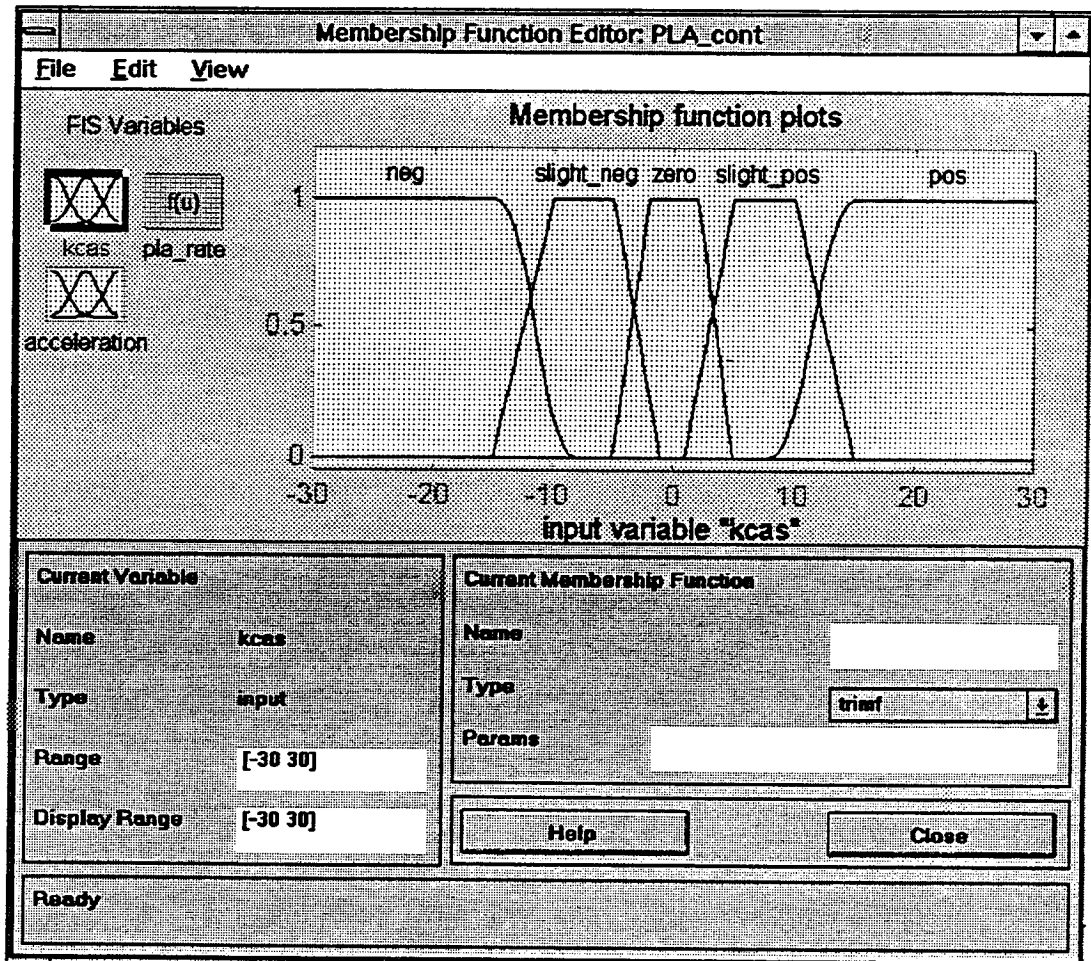 Membership Function Editor: PLA_cont
File Edit View
FIS Variables
f(u)
kcas pla_rate
acceleration
Membership function plots
neg slight_neg zero slight_pos pos
1
0.5
0
-30 -20 -10 0 10 20 30
input variable "kcas"
Current Variable
Name kcas
Type input
Range [-30 30]
Display Range [-30 30]
Current Membership Function
Name
Type trimf
Params
Help Close
Ready